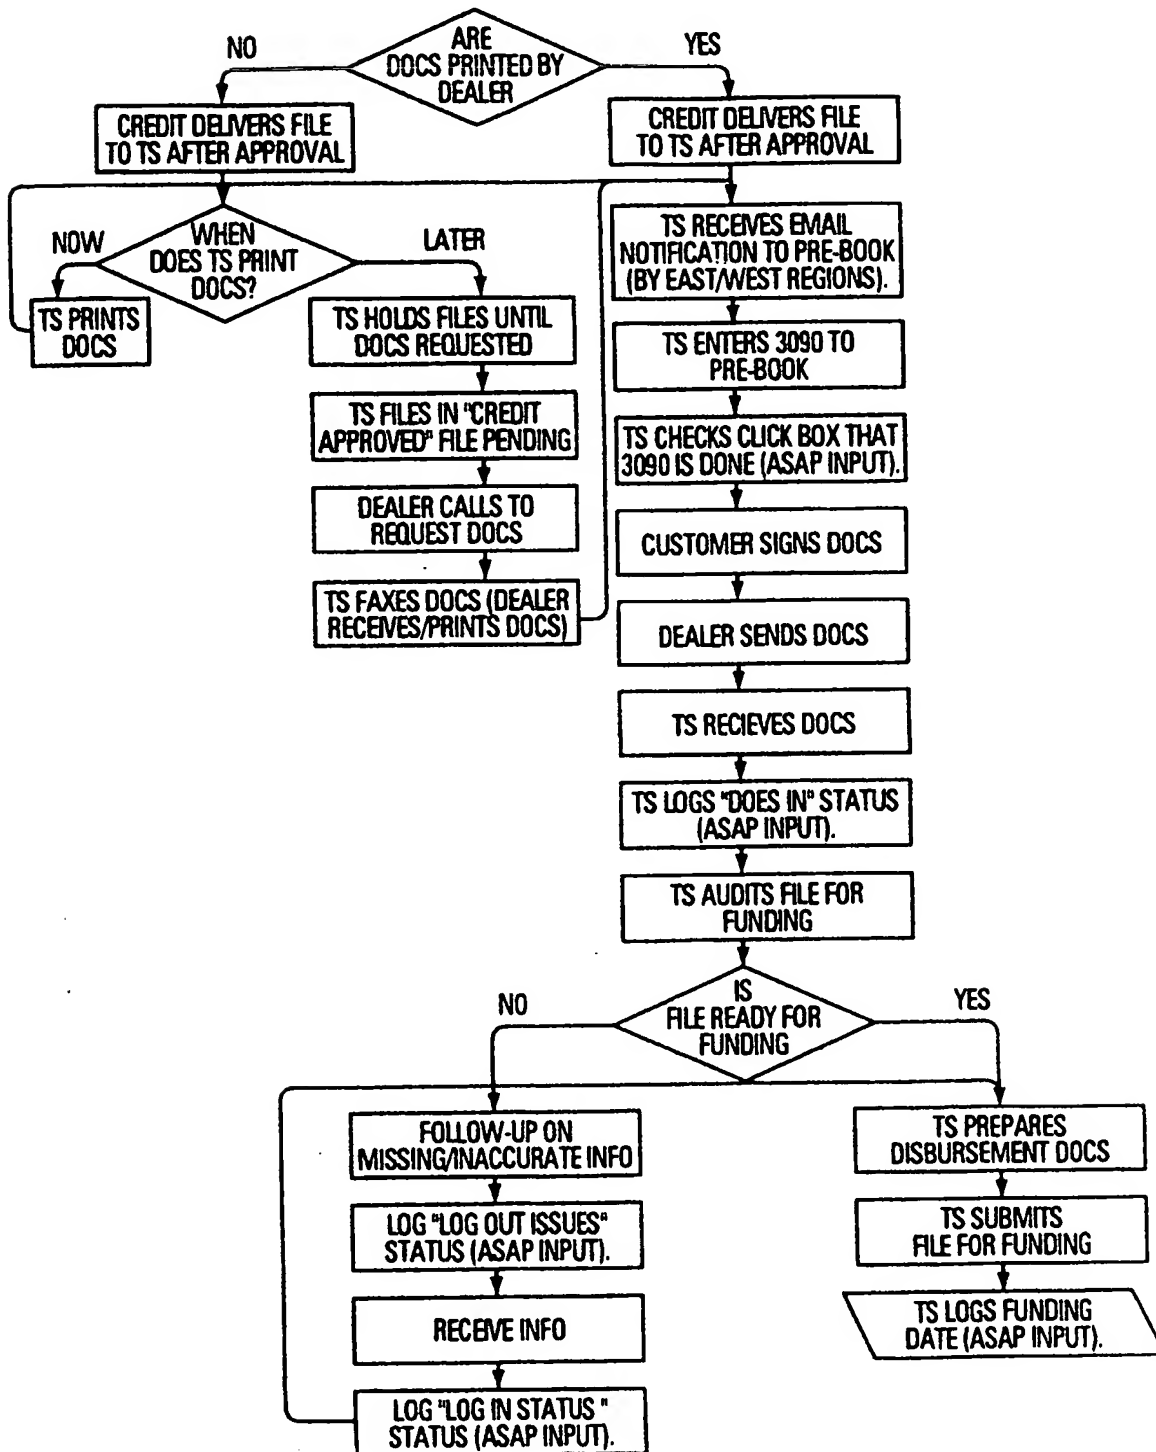 ARE
DOCS PRINTED BY
DEALER
NO
YES
CREDIT DELIVERS FILE
TO TS AFTER APPROVAL
CREDIT DELIVERS FILE
TO TS AFTER APPROVAL
WHEN
DOES TS PRINT
DOCS?
NOW
LATER
TS PRINTS
DOCS
TS HOLDS FILES UNTIL
DOCS REQUESTED
TS FILES IN "CREDIT
APPROVED" FILE PENDING
DEALER CALLS TO
REQUEST DOCS
TS FAXES DOCS (DEALER
RECEIVES/PRINTS DOCS)
TS RECEIVES EMAIL
NOTIFICATION TO PRE-BOOK
(BY EAST/WEST REGIONS).
TS ENTERS 3090 TO
PRE-BOOK
TS CHECKS CLICK BOX THAT
3090 IS DONE (ASAP INPUT).
CUSTOMER SIGNS DOCS
DEALER SENDS DOCS
TS RECIEVES DOCS
TS LOGS "DOES IN" STATUS
(ASAP INPUT).
TS AUDITS FILE FOR
FUNDING
IS
FILE READY FOR
FUNDING
NO
YES
FOLLOW-UP ON
MISSING/INACCURATE INFO
LOG "LOG OUT ISSUES"
STATUS (ASAP INPUT).
RECEIVE INFO
LOG "LOG IN STATUS "
STATUS (ASAP INPUT).
TS PREPARES
DISBURSEMENT DOCS
TS SUBMITS
FILE FOR FUNDING
TS LOGS FUNDING
DATE (ASAP INPUT).